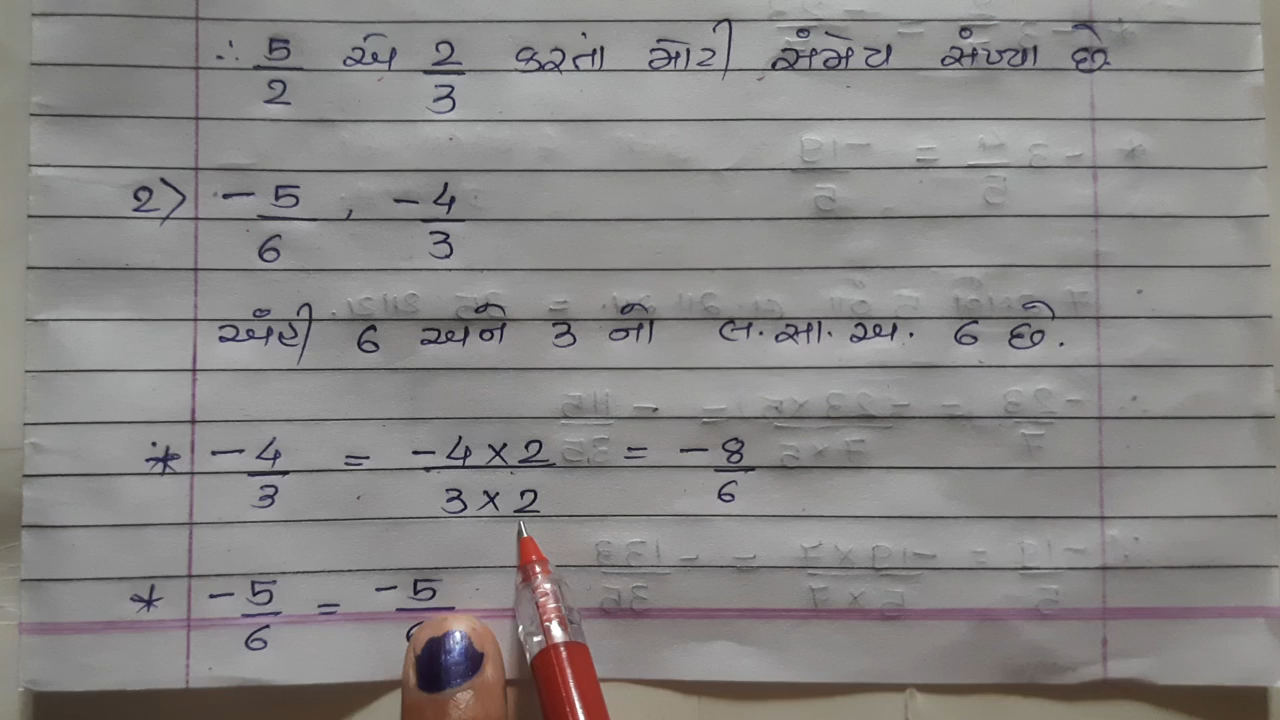 ∴ 5/2 એ 2/3 કરતાં મોટી સંમેય સંખ્યા છે
2> -5/6 , -4/3
અહીં 6 અને 3 નો લ.સા.અ. 6 છે.
* -4/3 = -4×2/3×2 = -8/6
* -5/6 = -5/